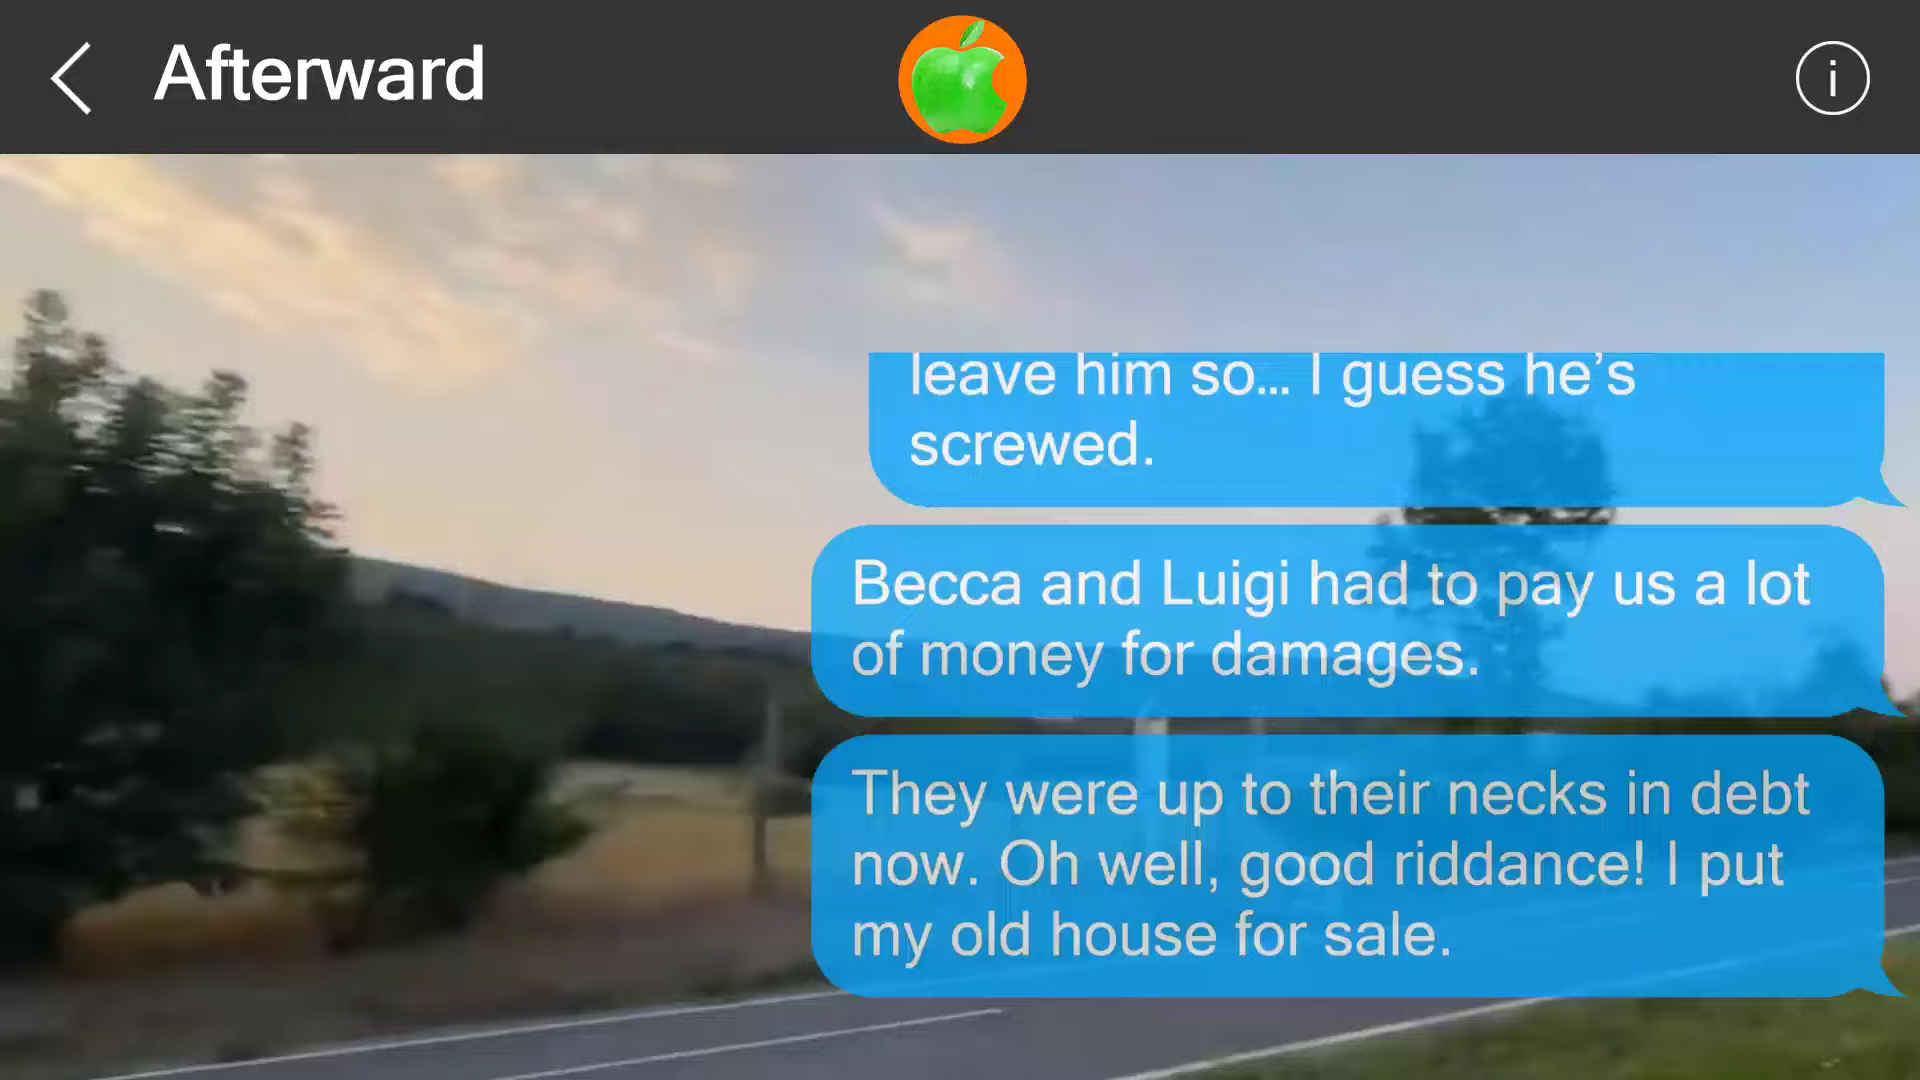 Afterward
i
leave him so... I guess he’s
screwed.
Becca and Luigi had to pay us a lot
of money for damages.
They were up to their necks in debt
now. Oh well, good riddance! I put
my old house for sale.